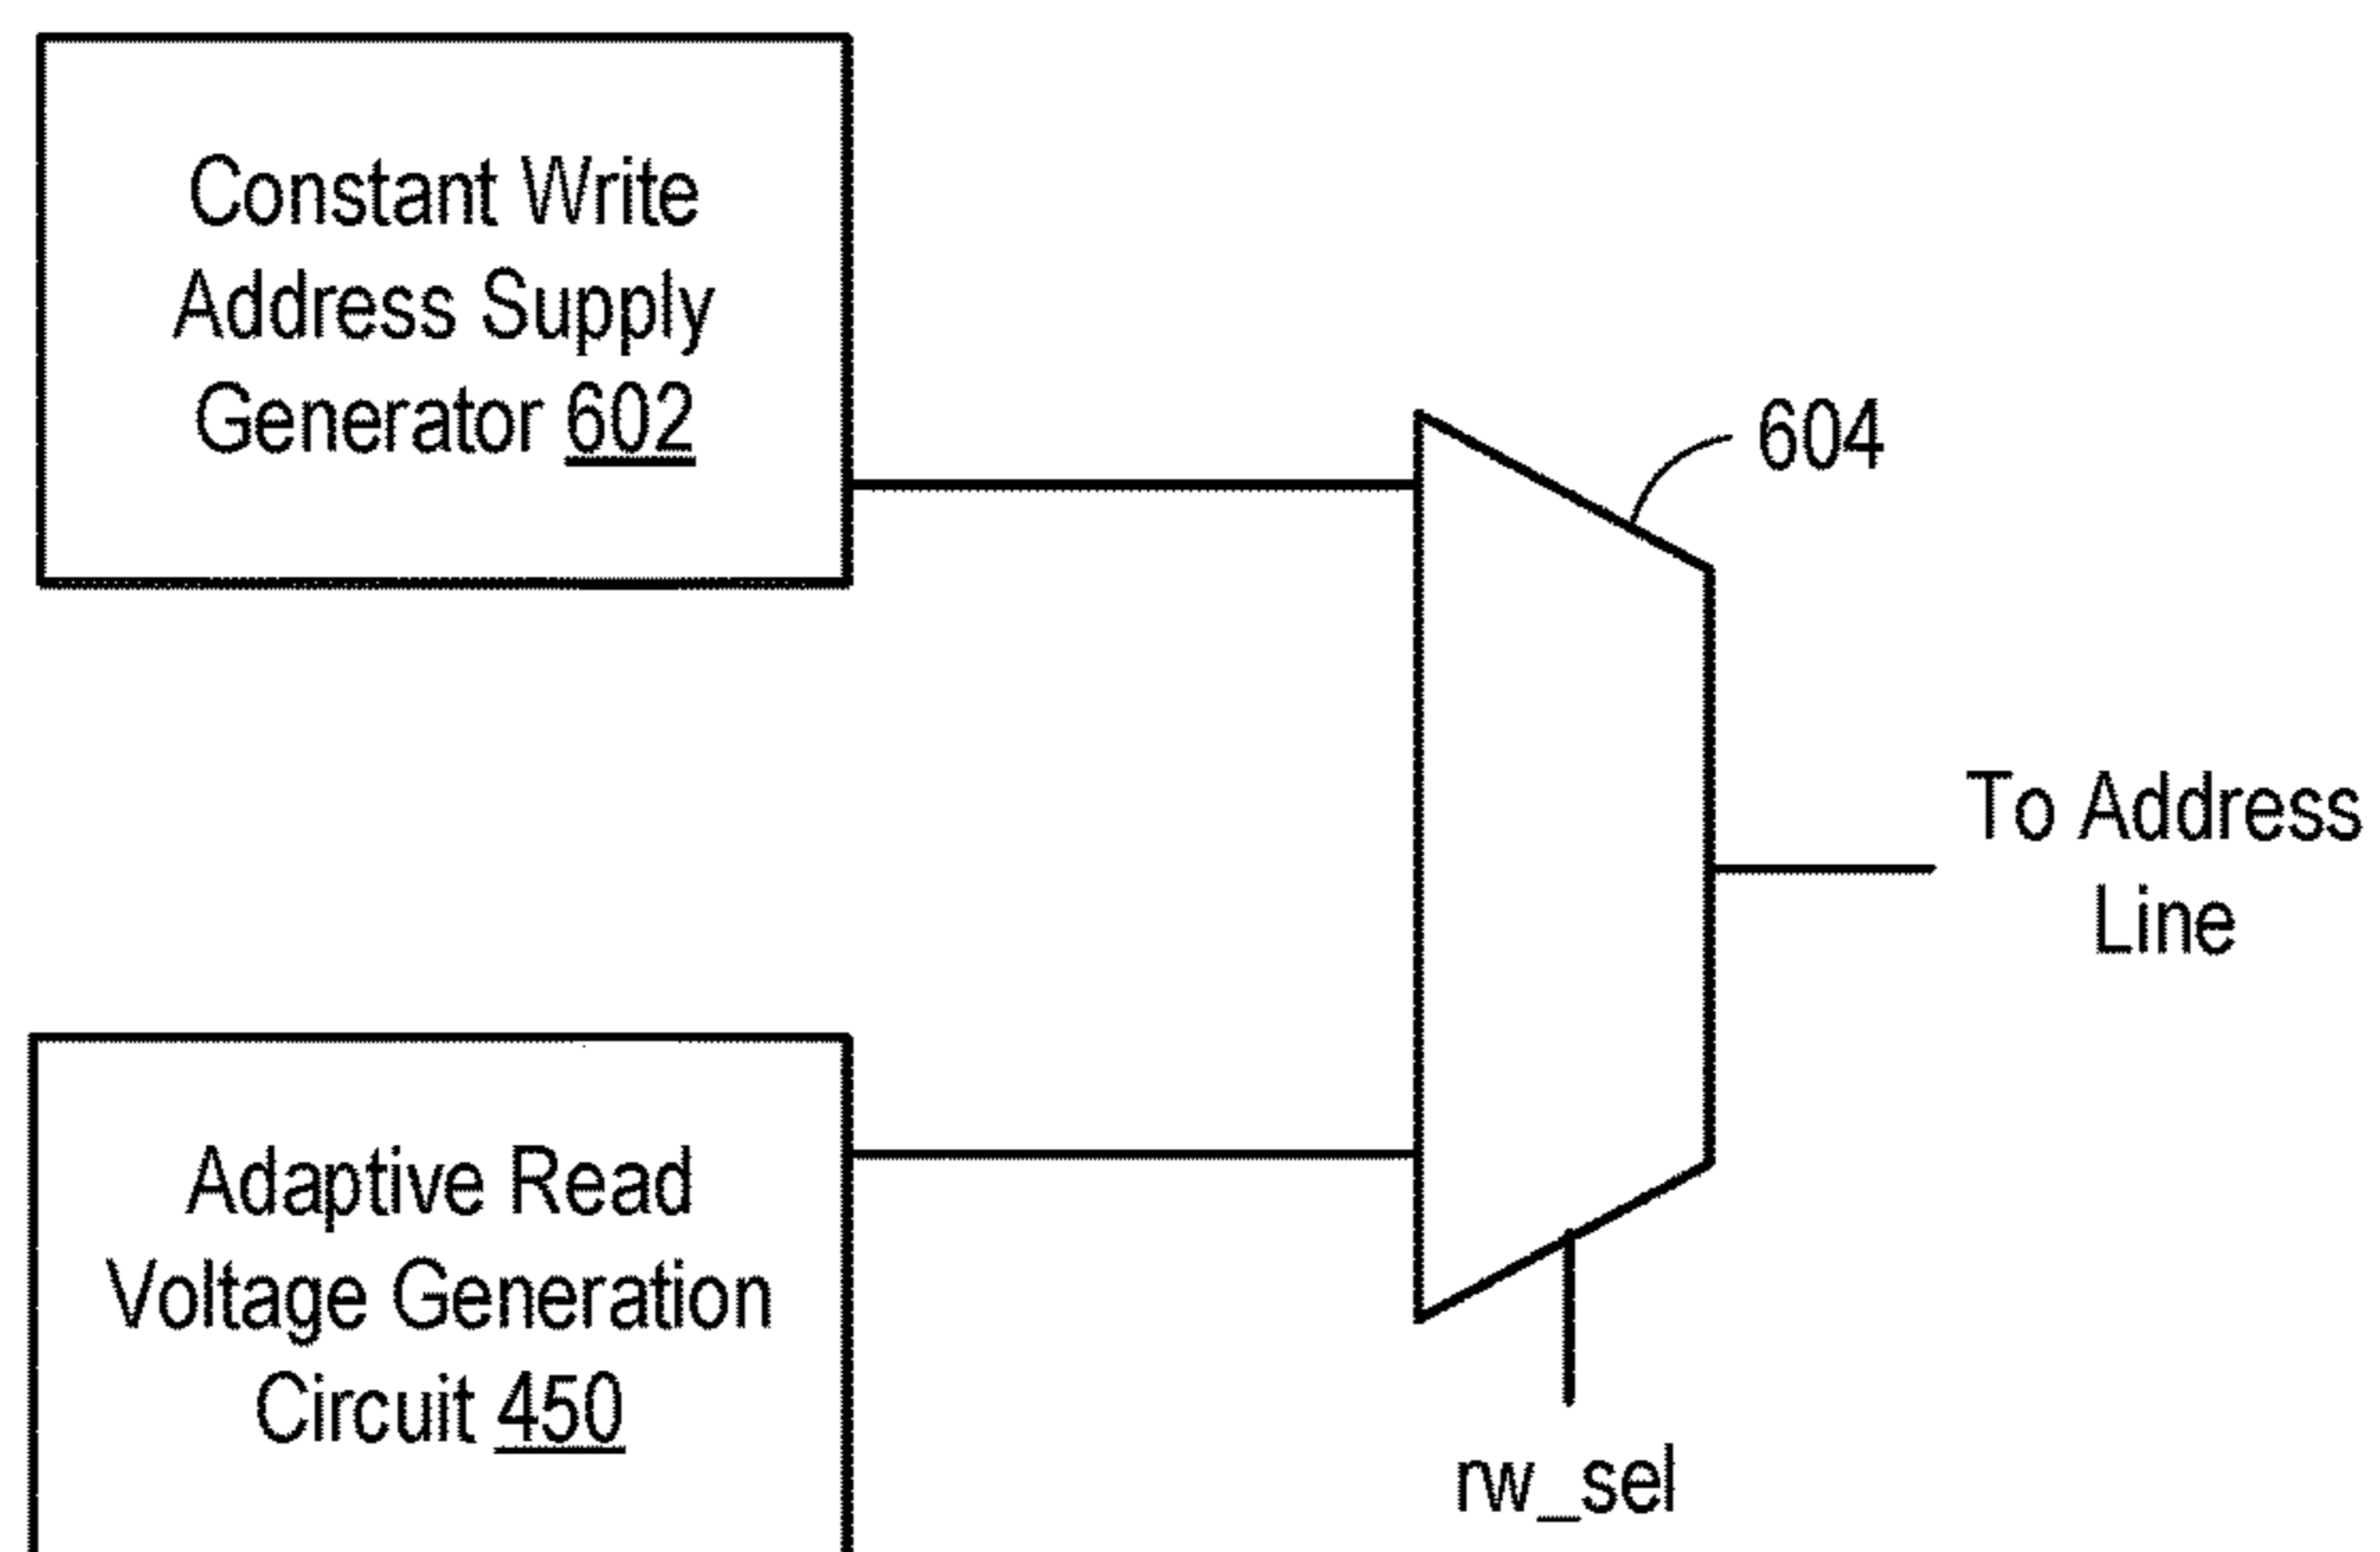 Constant Write
Address Supply
Generator 602
604
To Address
Line
Adaptive Read
Voltage Generation
Circuit 450
rw_sel